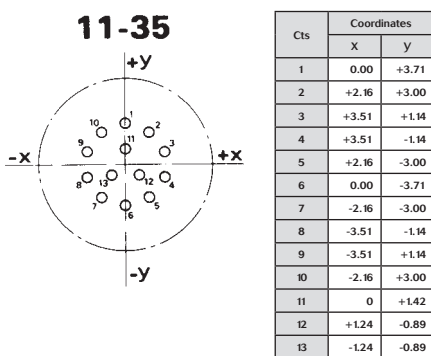 11-35
+Y
1
10 2
11
9 3
-X +X
8 13 12 4
7 5
6
-Y
Cts Coordinates
X y
1 0.00 +3.71
2 +2.16 +3.00
3 +3.51 +1.14
4 +3.51 -1.14
5 +2.16 -3.00
6 0.00 -3.71
7 -2.16 -3.00
8 -3.51 -1.14
9 -3.51 +1.14
10 -2.16 +3.00
11 0 +1.42
12 +1.24 -0.89
13 -1.24 -0.89